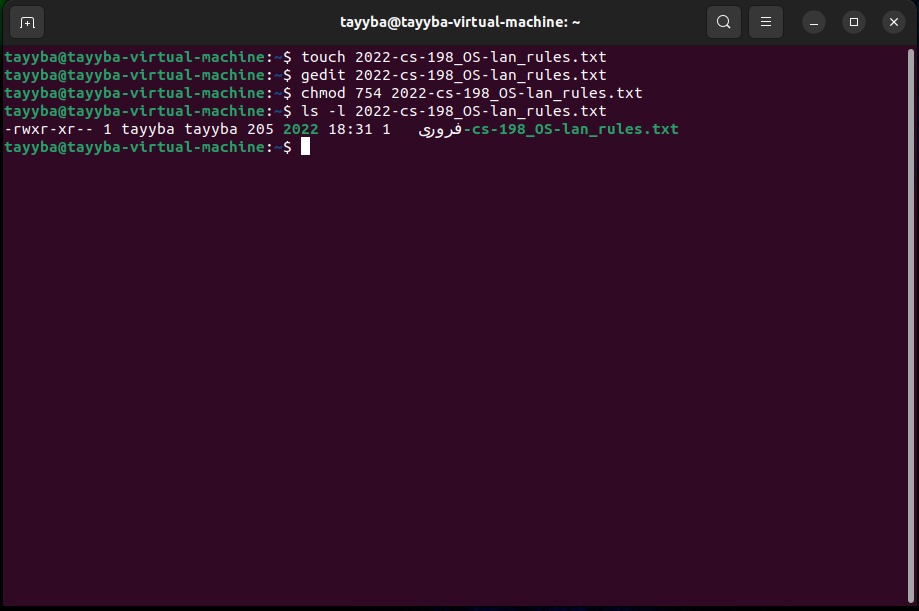 tayyba@tayyba-virtual-machine: ~
tayyba@tayyba-virtual-machine:~$ touch 2022-cs-198_OS-lan_rules.txt
tayyba@tayyba-virtual-machine:~$ gedit 2022-cs-198_OS-lan_rules.txt
tayyba@tayyba-virtual-machine:~$ chmod 754 2022-cs-198_OS-lan_rules.txt
tayyba@tayyba-virtual-machine:~$ ls -l 2022-cs-198_OS-lan_rules.txt
-rwxr-xr-- 1 tayyba tayyba 205 2022 18:31 1 فروری-cs-198_OS-lan_rules.txt
tayyba@tayyba-virtual-machine:~$